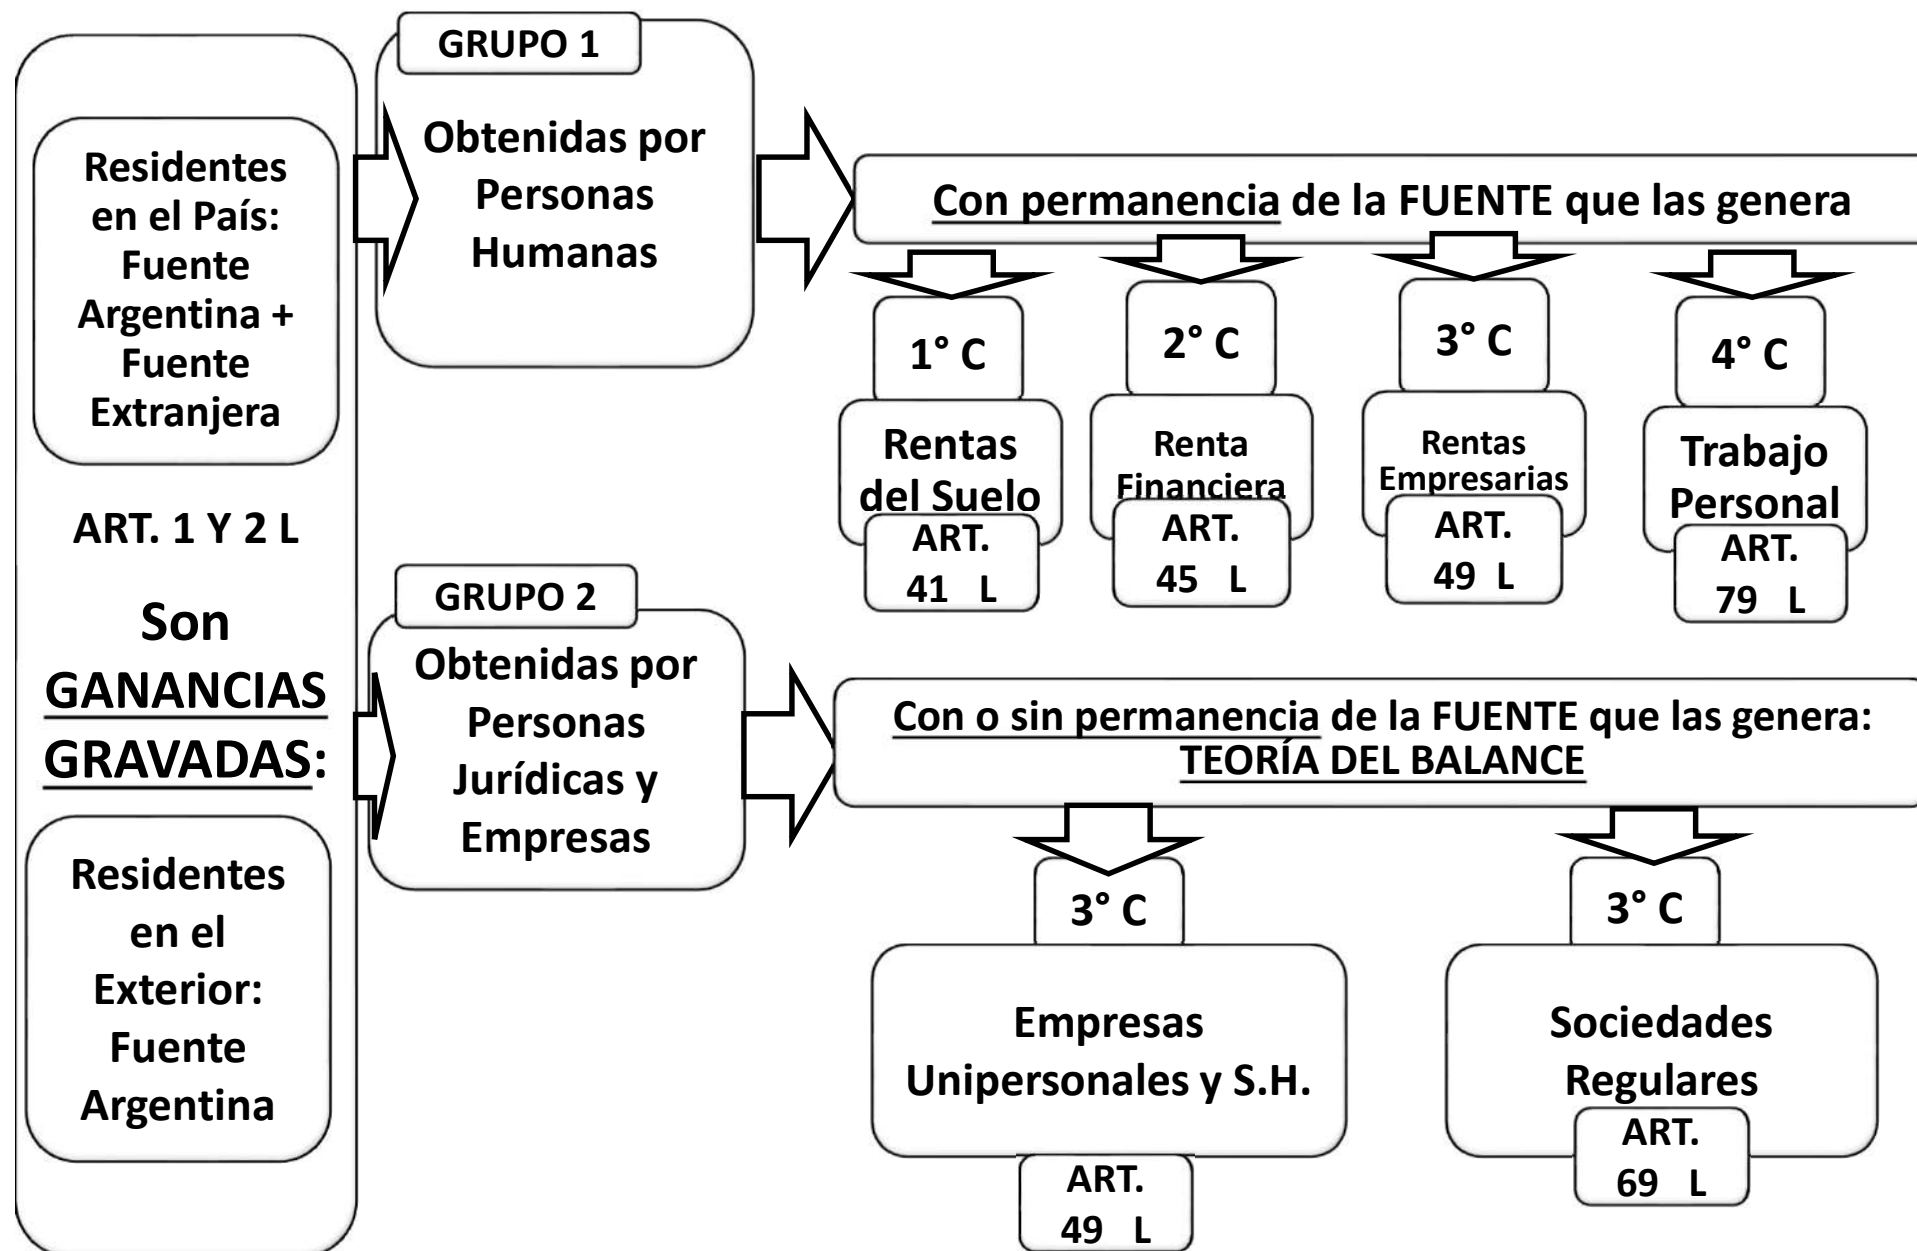 Residentes
en el País:
Fuente
Argentina +
Fuente
Extranjera
ART. 1 Y 2 L
Son
GANANCIAS
GRAVADAS:
Residentes
en el
Exterior:
Fuente
Argentina
GRUPO 1
Obtenidas por
Personas
Humanas
Con permanencia de la FUENTE que las genera
1° C
Rentas
del Suelo
ART.
41 L
2° C
Renta
Financiera
ART.
45 L
3° C
Rentas
Empresarias
ART.
49 L
4° C
Trabajo
Personal
ART.
79 L
GRUPO 2
Obtenidas por
Personas
Jurídicas y
Empresas
Con o sin permanencia de la FUENTE que las genera:
TEORÍA DEL BALANCE
3° C
Empresas
Unipersonales y S.H.
ART.
49 L
3° C
Sociedades
Regulares
ART.
69 L